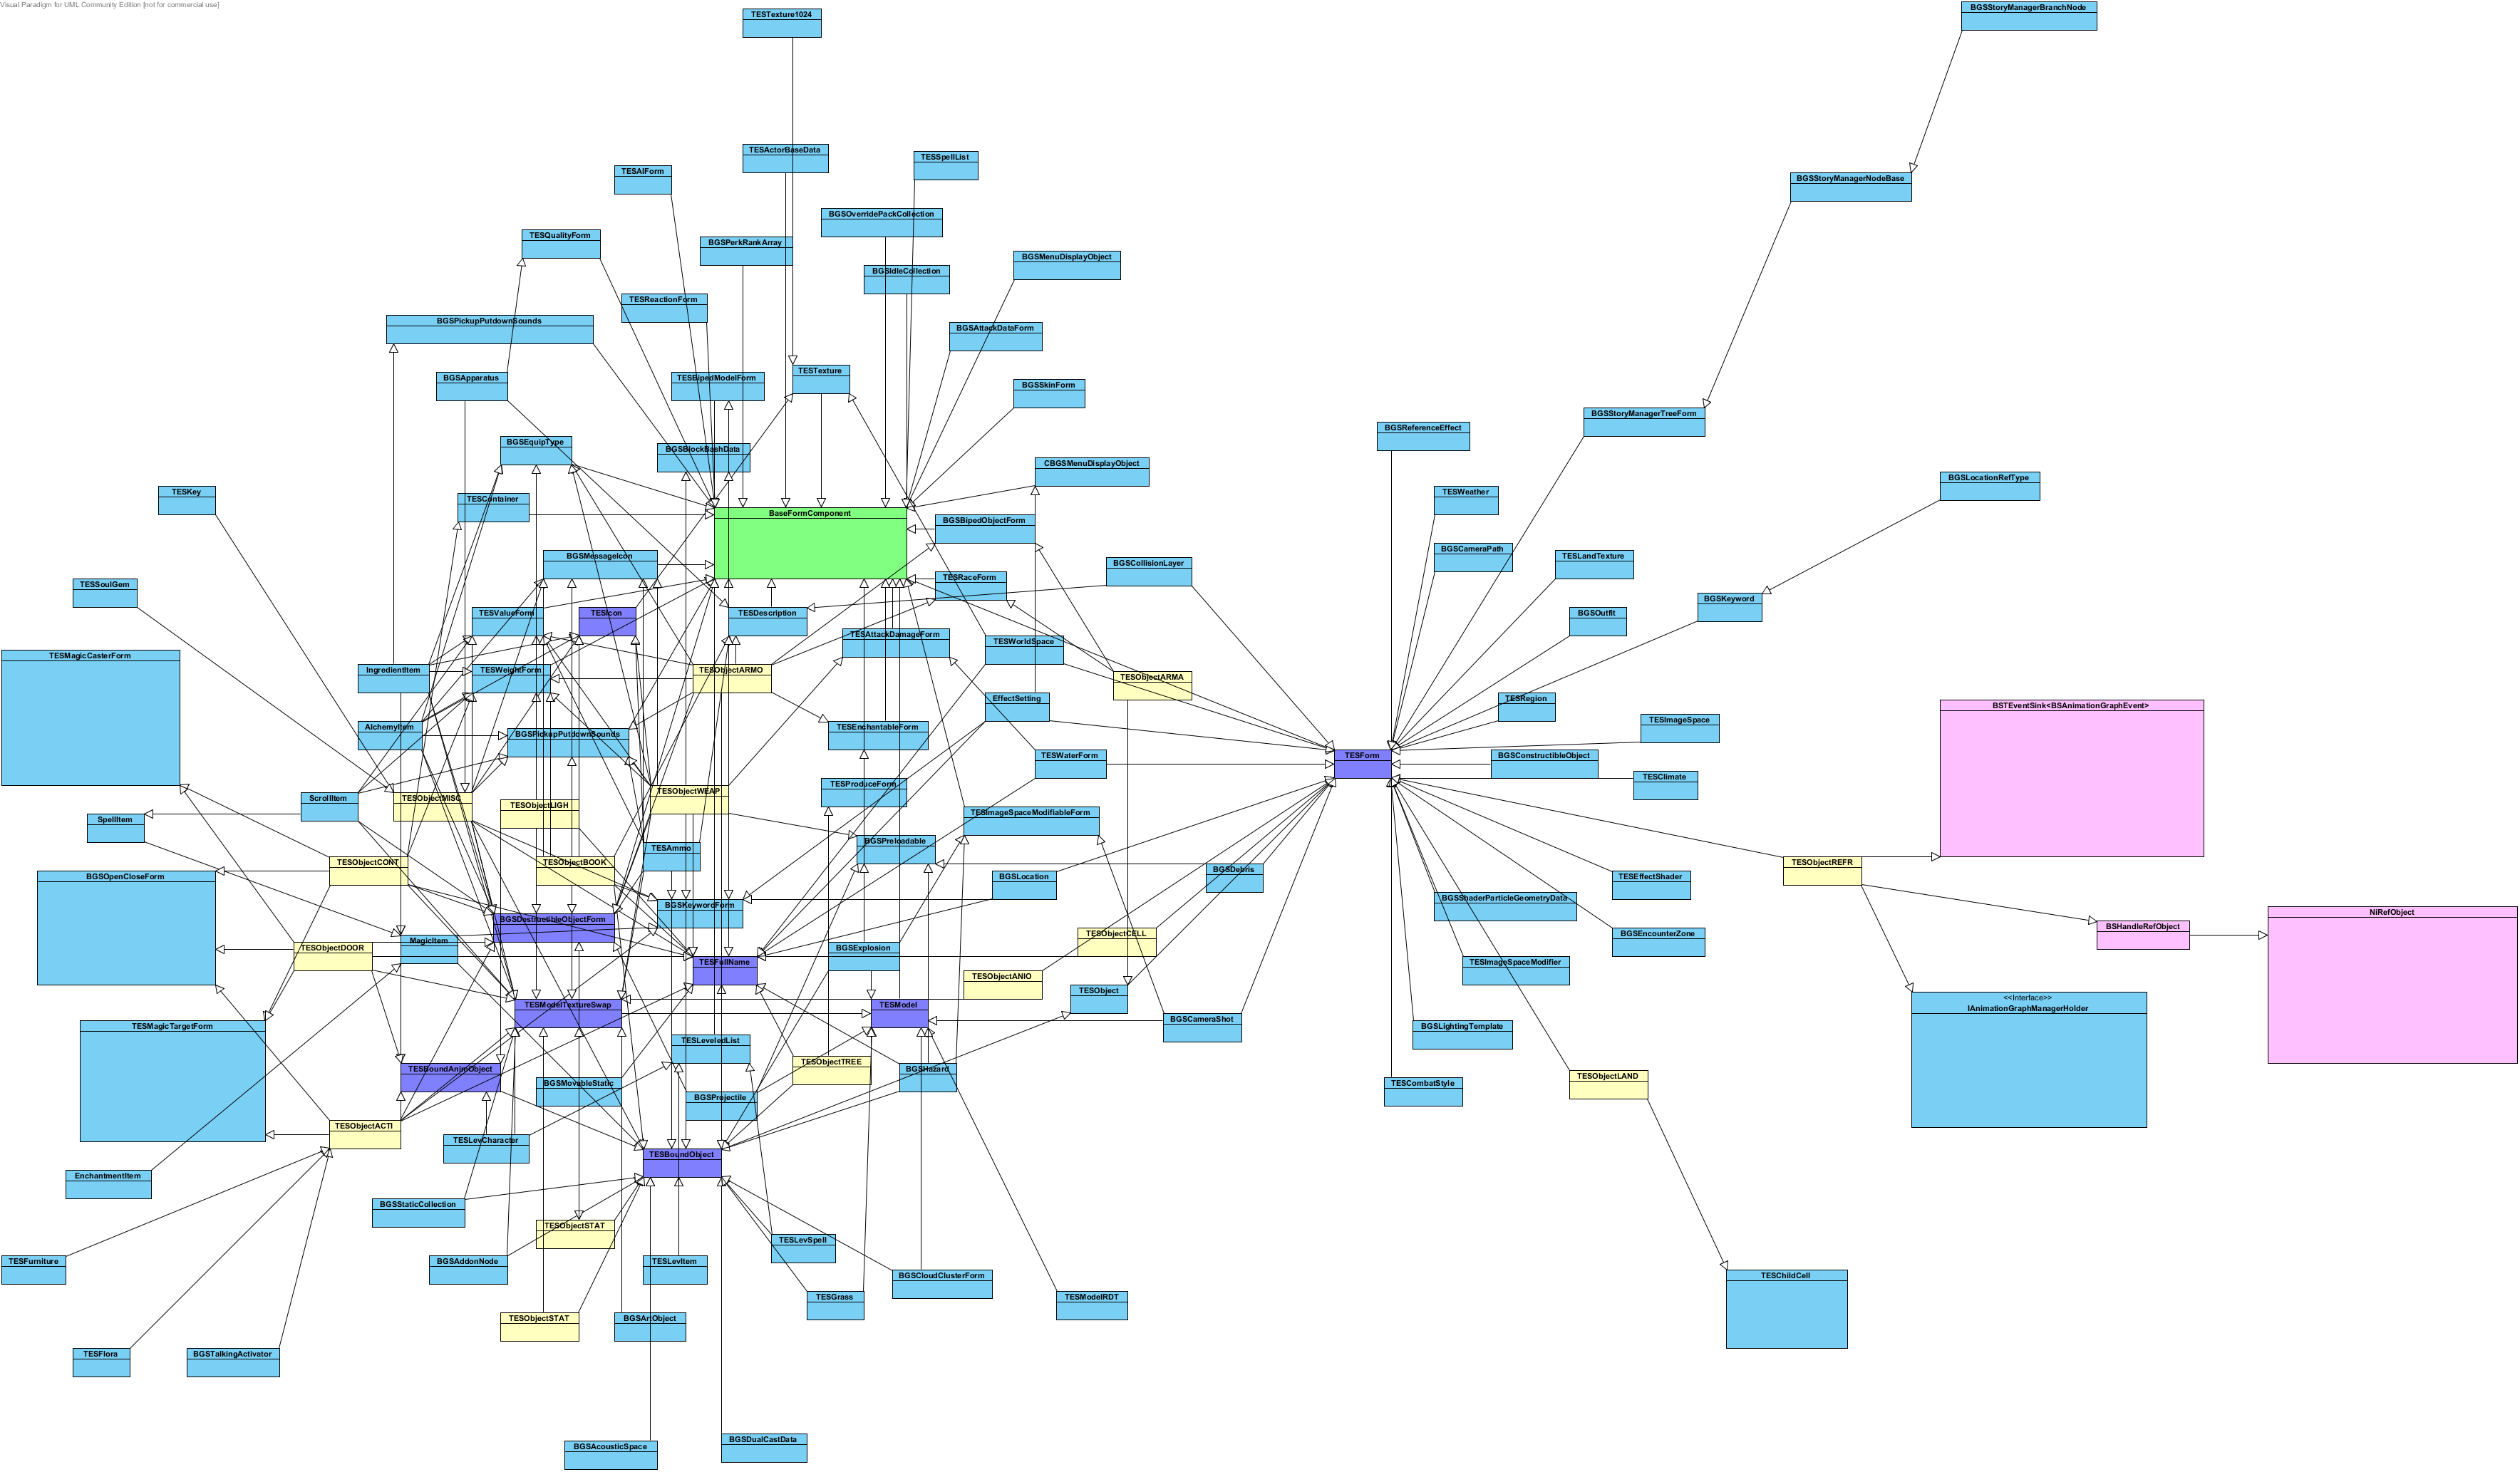 Visual Paradigm for UML Community Edition [not for commercial use]
BGSStoryManagerBranchNode
TESTexture1024
TESActorBaseData
TESSpellList
TESAIForm
BGSStoryManagerNodeBase
BGSOverridePackCollection
TESQualityForm
BGSPerkRankArray
BGSMenuDisplayObject
BGSIdleCollection
TESReactionForm
BGSPickupPutdownSounds
BGSAttackDataForm
TESTexture
BGSApparatus
TESBipedModelForm
BGSSkinForm
BGSStoryManagerTreeForm
BGSReferenceEffect
BGSEquipType
BGSBlockBashData
CBGSMenuDisplayObject
BGSLocationRefType
TESKey
TESContainer
TESWeather
BaseFormComponent
BGSBipedObjectForm
BGSCameraPath
BGSMessageIcon
TESLandTexture
BGSCollisionLayer
TESRaceForm
TESSoulGem
BGSKeyword
TESValueForm
TESIcon
TESDescription
BGSOutfit
TESAttackDamageForm
TESWorldSpace
TESMagicCasterForm
IngredientItem
TESWeightForm
TESObjectARMO
TESObjectARMA
EffectSetting
TESRegion
BSTEventSink<BSAnimationGraphEvent>
TESImageSpace
AlchemyItem
BGSPickupPutdownSounds
TESEnchantableForm
TESWaterForm
TESForm
BGSConstructibleObject
TESClimate
TESProduceForm
ScrollItem
TESObjectMISC
TESObjectLIGH
TESObjectWEAP
SpellItem
TESImageSpaceModifiableForm
BGSPreloadable
TESAmmo
TESObjectCONT
TESObjectBOOK
TESObjectREFR
BGSOpenCloseForm
BGSLocation
BGSDebris
TESEffectShader
BGSShaderParticleGeometryData
BGSKeywordForm
NiRefObject
BGSDestructibleObjectForm
BSHandleRefObject
TESObjectCELL
BGSEncounterZone
MagicItem
TESObjectDOOR
BGSExplosion
TESFullName
TESImageSpaceModifier
TESObjectANIO
TESObject
<<Interface>>
IAnimationGraphManagerHolder
TESModelTextureSwap
TESModel
BGSCameraShot
TESMagicTargetForm
BGSLightingTemplate
TESLeveledList
TESObjectTREE
TESBoundAnimObject
BGSHazard
TESObjectLAND
BGSMovableStatic
TESCombatStyle
BGSProjectile
TESObjectACTI
TESLevCharacter
TESBoundObject
EnchantmentItem
BGSStaticCollection
TESObjectSTAT
TESLevSpell
TESFurniture
BGSAddonNode
TESLevItem
BGSCloudClusterForm
TESChildCell
TESGrass
TESModelRDT
TESObjectSTAT
BGSArtObject
TESFlora
BGSTalkingActivator
BGSAcousticSpace
BGSDualCastData